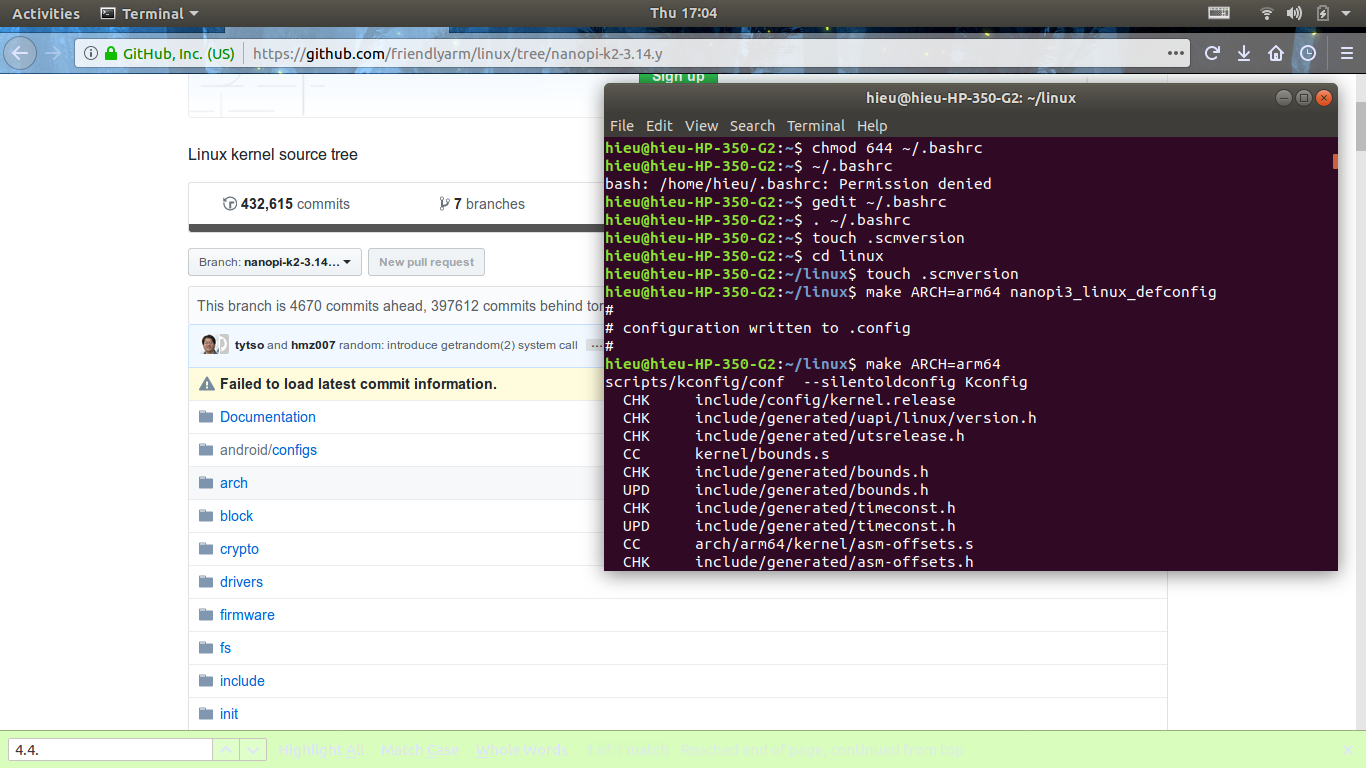 Activities Terminal Thu 17:04
GitHub, Inc. (US) https://github.com/friendlyarm/linux/tree/nanopi-k2-3.14.y
Sign up
Linux kernel source tree
432,615 commits 7 branches
Branch: nanopi-k2-3.14... New pull request
This branch is 4670 commits ahead, 397612 commits behind tor
tytso and hmz007 random: introduce getrandom(2) system call ...
Failed to load latest commit information.
Documentation
android/configs
arch
block
crypto
drivers
firmware
fs
include
init
hieu@hieu-HP-350-G2: ~/linux
File Edit View Search Terminal Help
hieu@hieu-HP-350-G2:~$ chmod 644 ~/.bashrc
hieu@hieu-HP-350-G2:~$ ~/.bashrc
bash: /home/hieu/.bashrc: Permission denied
hieu@hieu-HP-350-G2:~$ gedit ~/.bashrc
hieu@hieu-HP-350-G2:~$ . ~/.bashrc
hieu@hieu-HP-350-G2:~$ touch .scmversion
hieu@hieu-HP-350-G2:~$ cd linux
hieu@hieu-HP-350-G2:~/linux$ touch .scmversion
hieu@hieu-HP-350-G2:~/linux$ make ARCH=arm64 nanopi3_linux_defconfig
#
# configuration written to .config
#
hieu@hieu-HP-350-G2:~/linux$ make ARCH=arm64
scripts/kconfig/conf --silentoldconfig Kconfig
CHK include/config/kernel.release
CHK include/generated/uapi/linux/version.h
CHK include/generated/utsrelease.h
CC kernel/bounds.s
CHK include/generated/bounds.h
UPD include/generated/bounds.h
CHK include/generated/timeconst.h
UPD include/generated/timeconst.h
CC arch/arm64/kernel/asm-offsets.s
CHK include/generated/asm-offsets.h
4.4. Highlight All Match Case Whole Words 1 of 1 match Reached end of page, continued from top